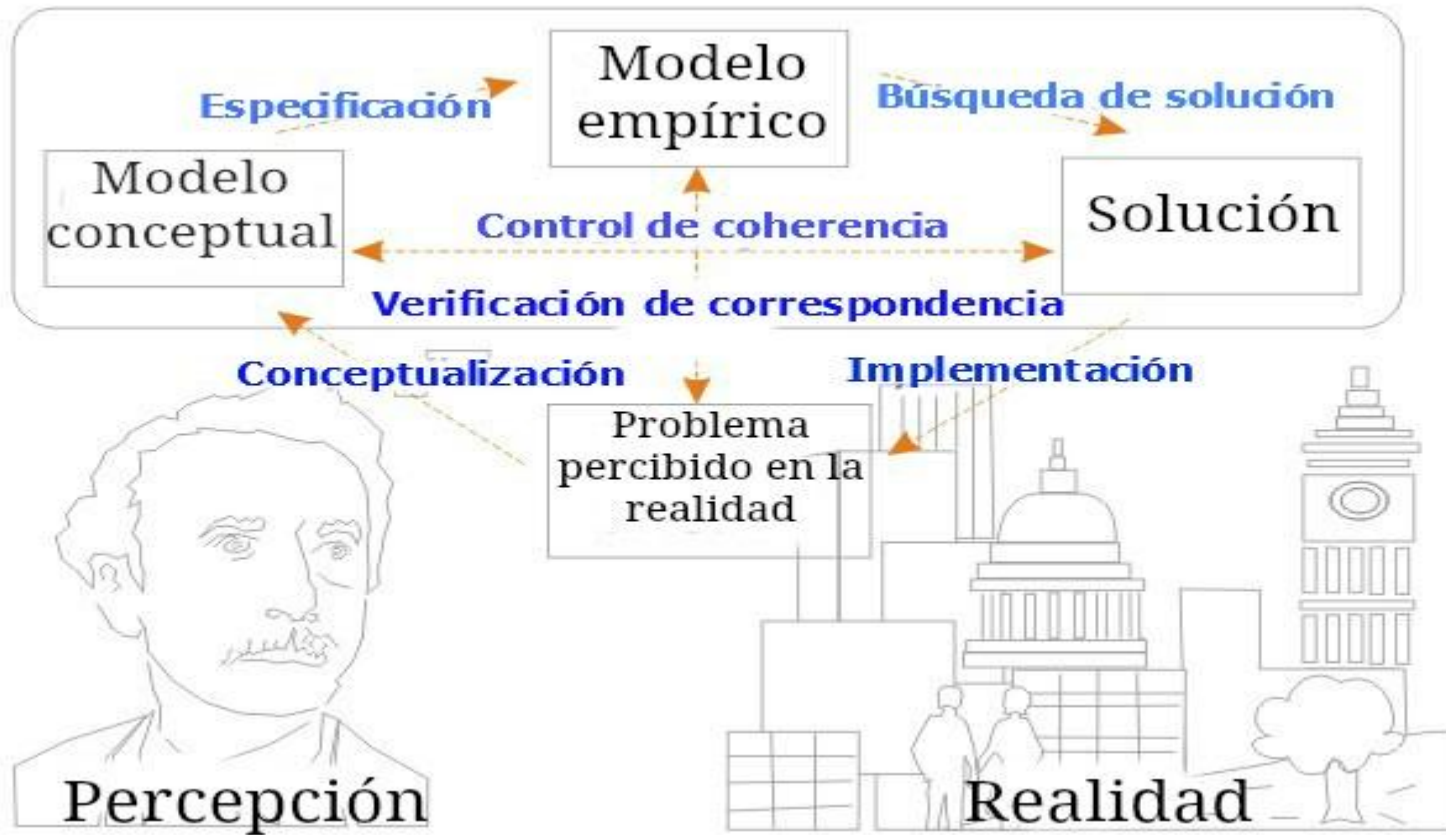 Modelo
empírico
Especificación
Búsqueda de solución
Modelo
conceptual
Solución
Control de coherencia
Verificación de correspondencia
Conceptualización
Implementación
Problema
percibido en la
realidad
Percepción
Realidad